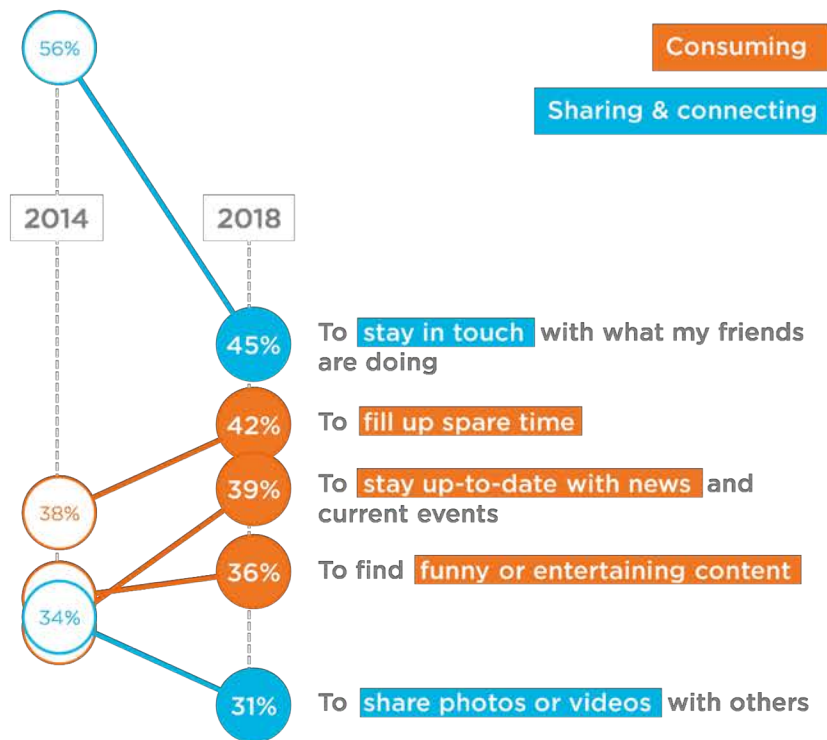 56%
Consuming
Sharing & connecting
2014
2018
45%
To stay in touch with what my friends
are doing
42%
To fill up spare time
38%
39%
To stay up-to-date with news and
current events
36%
To find funny or entertaining content
34%
31%
To share photos or videos with others